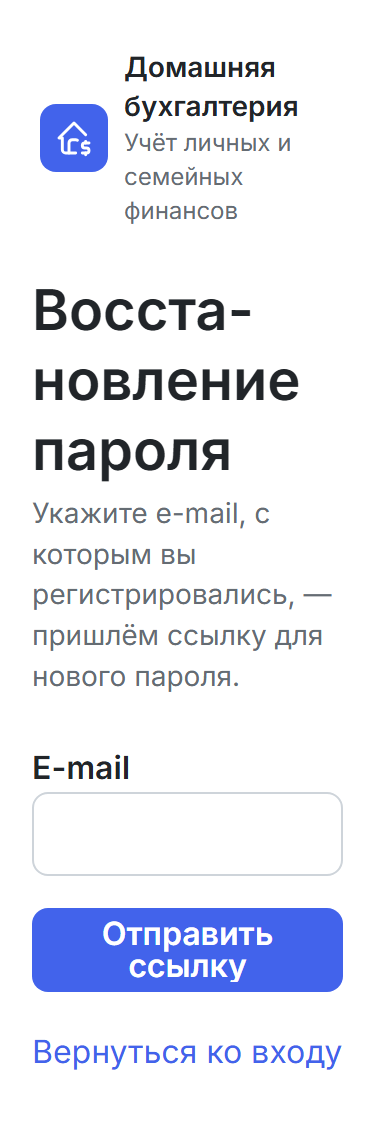 Домашняя
бухгалтерия
Учёт личных и
семейных
финансов
Восста-
новление
пароля
Укажите e-mail, с
которым вы
регистрировались, —
пришлём ссылку для
нового пароля.
E-mail
Отправить
ссылку
Вернуться ко входу